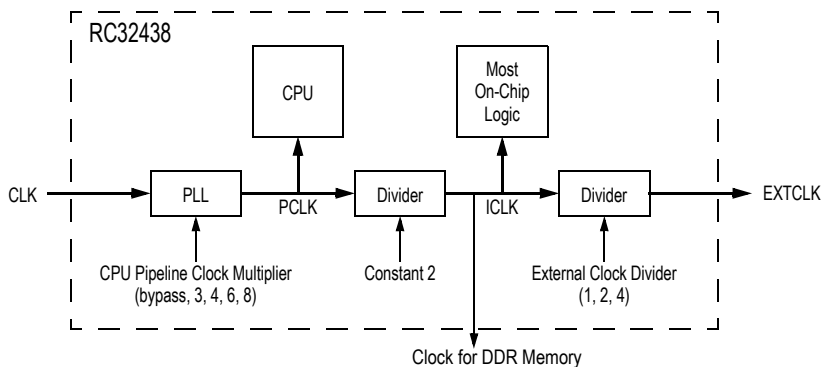 RC32438
CPU
Most
On-Chip
Logic
CLK
PLL
PCLK
Divider
ICLK
Divider
EXTCLK
CPU Pipeline Clock Multiplier
(bypass, 3, 4, 6, 8)
Constant 2
External Clock Divider
(1, 2, 4)
Clock for DDR Memory